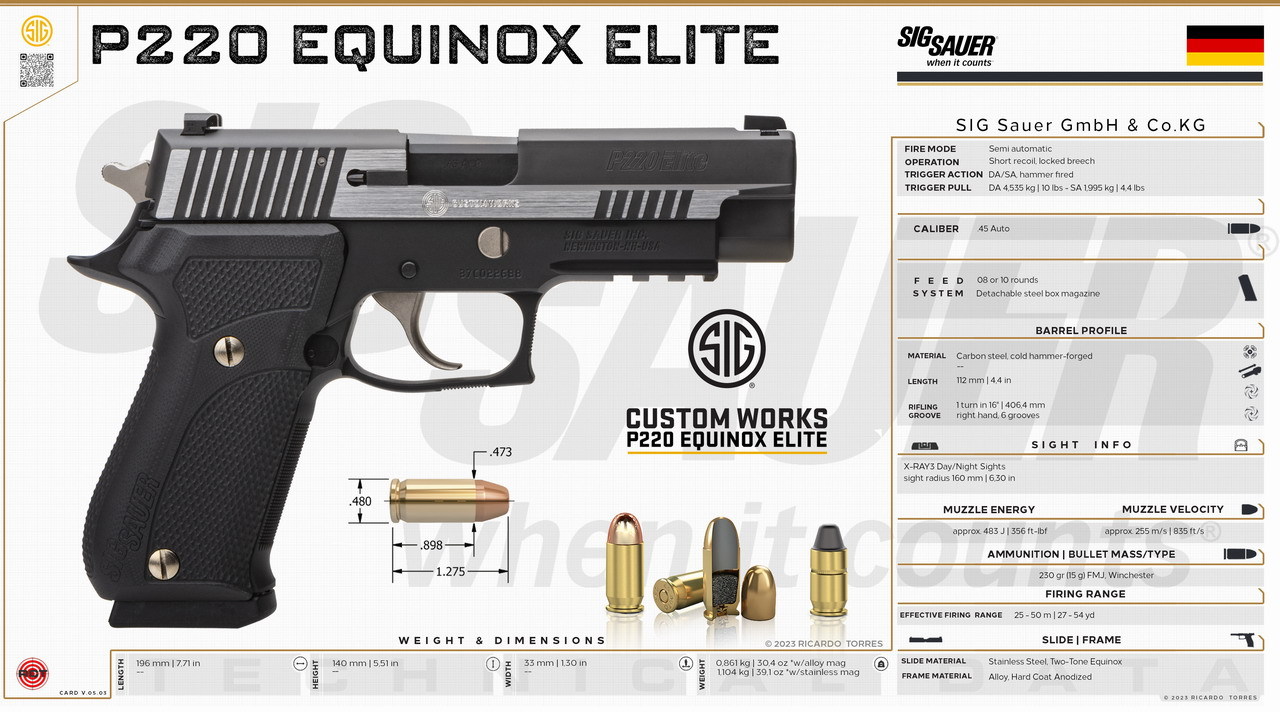 SIG
P220 EQUINOX ELITE
SIG SAUER
when it counts
SIG Sauer GmbH & Co.KG
FIRE MODE Semi automatic
OPERATION Short recoil, locked breech
TRIGGER ACTION DA/SA, hammer fired
TRIGGER PULL DA 4,535 kg | 10 lbs - SA 1,995 kg | 4,4 lbs
CALIBER .45 Auto
FEED SYSTEM 08 or 10 rounds
Detachable steel box magazine
BARREL PROFILE
MATERIAL Carbon steel, cold hammer-forged
--
LENGTH 112 mm | 4,4 in
RIFLING GROOVE 1 turn in 16" | 406,4 mm
right hand, 6 grooves
SIGHT INFO
X-RAY3 Day/Night Sights
sight radius 160 mm | 6,30 in
MUZZLE ENERGY MUZZLE VELOCITY
approx. 483 J | 356 ft-lbf approx. 255 m/s | 835 ft/s
AMMUNITION | BULLET MASS/TYPE
230 gr (15 g) FMJ, Winchester
FIRING RANGE
EFFECTIVE FIRING RANGE 25 - 50 m | 27 - 54 yd
SLIDE | FRAME
SLIDE MATERIAL Stainless Steel, Two-Tone Equinox
FRAME MATERIAL Alloy, Hard Coat Anodized
© 2023 RICARDO TORRES
SIG SAUER ®
when it counts ®
P220
SIG SAUER INC.
NEWINGTON-NH-USA
SIG SAUER
SIG ®
CUSTOM WORKS
P220 EQUINOX ELITE
.473
.480
.898
1.275
© 2023 RICARDO TORRES
WEIGHT & DIMENSIONS
LENGTH 196 mm | 7,71 in
--
HEIGHT 140 mm | 5,51 in
--
WIDTH 33 mm | 1,30 in
--
WEIGHT 0,861 kg | 30,4 oz *w/alloy mag
1,104 kg | 39,1 oz *w/stainless mag
TECHNICAL DATA
RDT
CARD V.05.03